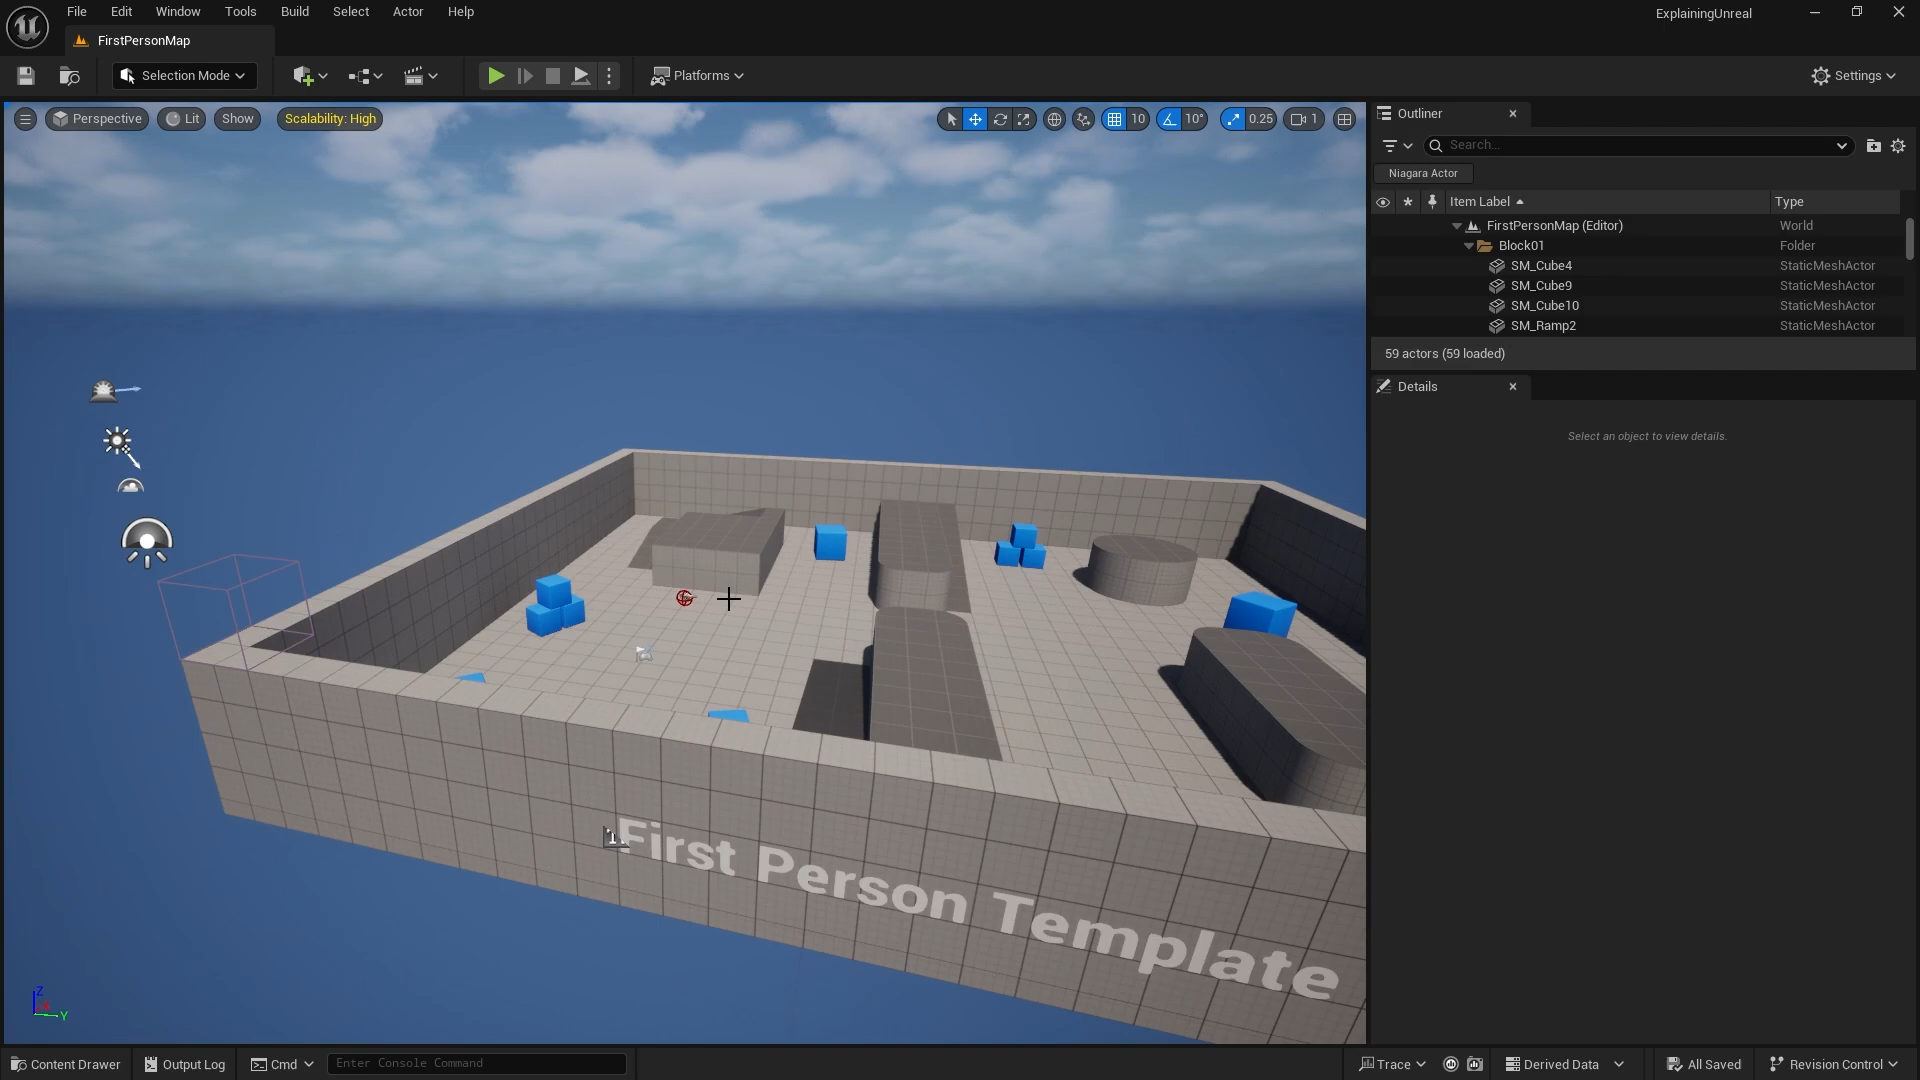 File Edit Window Tools Build Select Actor Help
ExplainingUnreal
FirstPersonMap
Selection Mode
Platforms
Settings
Perspective Lit Show Scalability: High
10 10° 0.25 1
Outliner
Search...
Niagara Actor
Item Label Type
FirstPersonMap (Editor) World
Block01 Folder
SM_Cube4 StaticMeshActor
SM_Cube9 StaticMeshActor
SM_Cube10 StaticMeshActor
SM_Ramp2 StaticMeshActor
59 actors (59 loaded)
Details
Select an object to view details.
First Person Template
Z
Y
Content Drawer Output Log Cmd Enter Console Command Trace Derived Data All Saved Revision Control